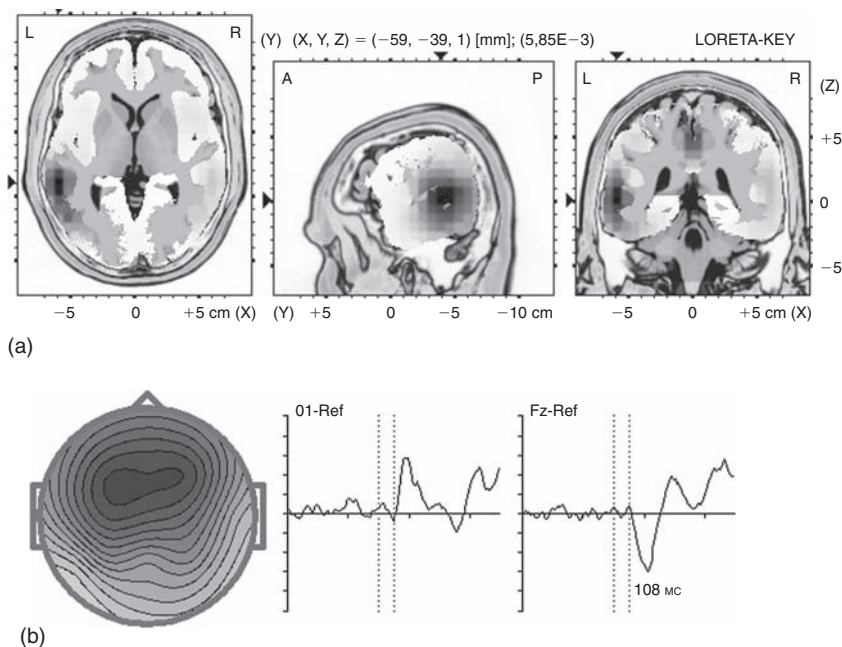 L R (Y) (X, Y, Z) = (−59, −39, 1) [mm]; (5,85E−3) LORETA-KEY
A P L R (Z)
+5
0
−5
−5 0 +5 cm (X) (Y) +5 0 −5 −10 cm −5 0 +5 cm (X)
(a)
01-Ref Fz-Ref
108 мс
(b)